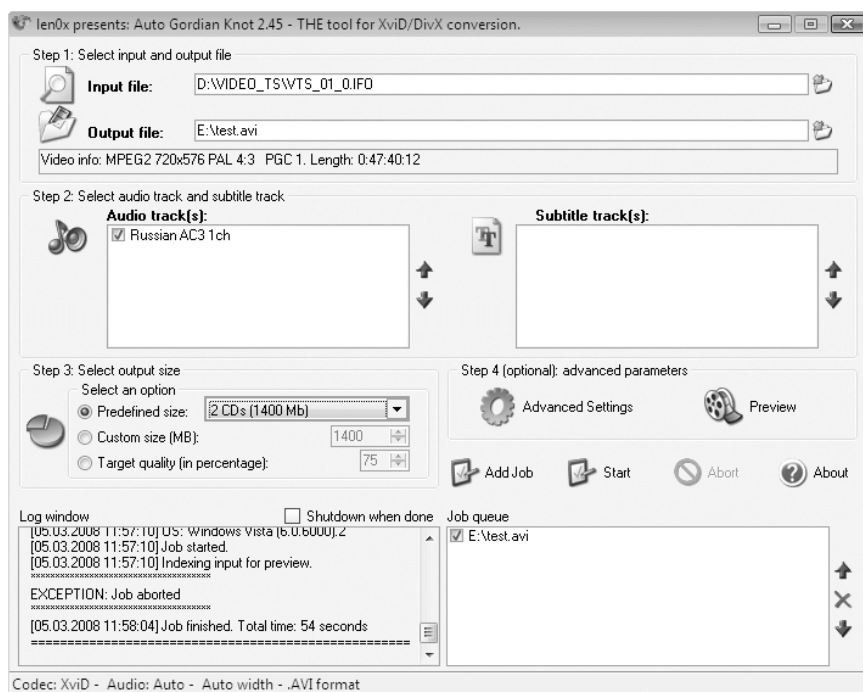 len0x presents: Auto Gordian Knot 2.45 - THE tool for XviD/DivX conversion.
Step 1: Select input and output file
Input file: D:\VIDEO_TS\VTS_01_0.IFO
Output file: E:\test.avi
Video info: MPEG2 720x576 PAL 4:3 PGC 1. Length: 0:47:40:12
Step 2: Select audio track and subtitle track
Audio track(s):
Russian AC3 1ch
Subtitle track(s):
Step 3: Select output size
Select an option
Predefined size: 2 CDs (1400 Mb)
Custom size (MB): 1400
Target quality (in percentage): 75
Step 4 (optional): advanced parameters
Advanced Settings
Preview
Add Job
Start
Abort
About
Log window
Shutdown when done
[05.03.2008 11:57:10] OS: Windows Vista (6.0.6000).2
[05.03.2008 11:57:10] Job started.
[05.03.2008 11:57:10] Indexing input for preview.
EXCEPTION: Job aborted
[05.03.2008 11:58:04] Job finished. Total time: 54 seconds
Job queue
E:\test.avi
Codec: XviD - Audio: Auto - Auto width - .AVI format